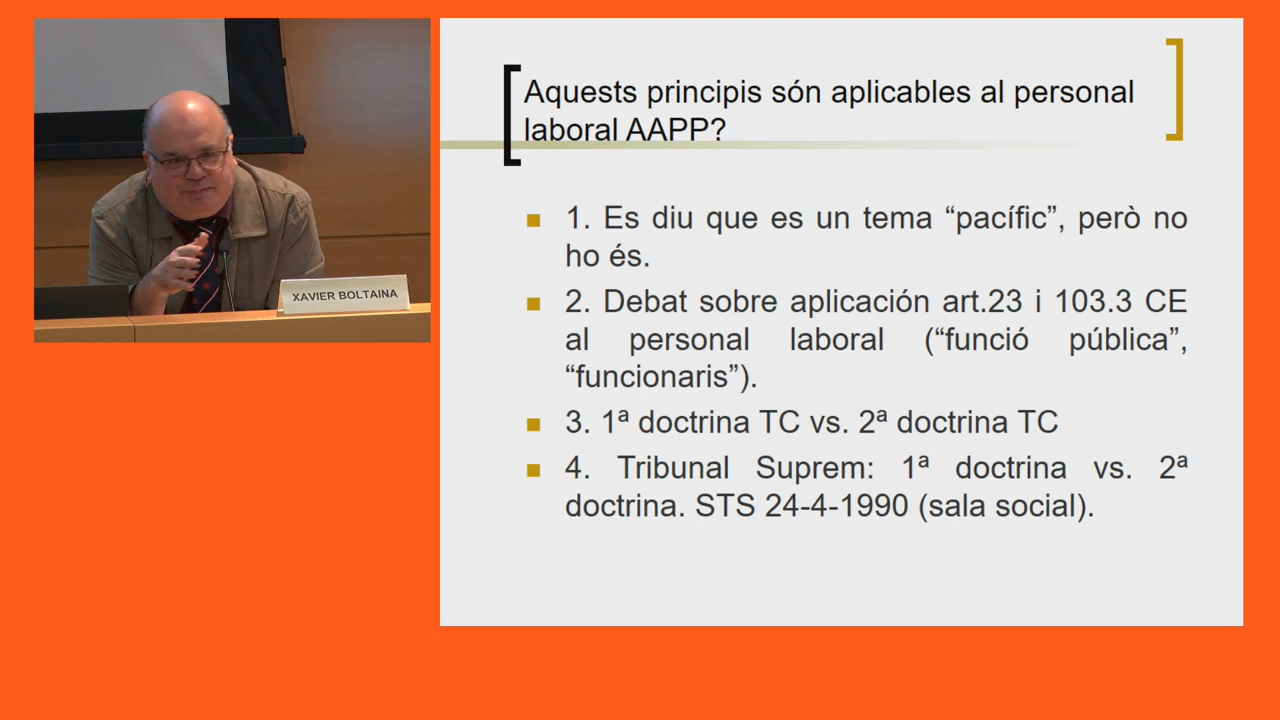 XAVIER BOLTAINA
Aquests principis són aplicables al personal
laboral AAPP?
1. Es diu que es un tema “pacífic”, però no
ho és.
2. Debat sobre aplicación art.23 i 103.3 CE
al personal laboral (“funció pública”,
“funcionaris”).
3. 1ª doctrina TC vs. 2ª doctrina TC
4. Tribunal Suprem: 1ª doctrina vs. 2ª
doctrina. STS 24-4-1990 (sala social).